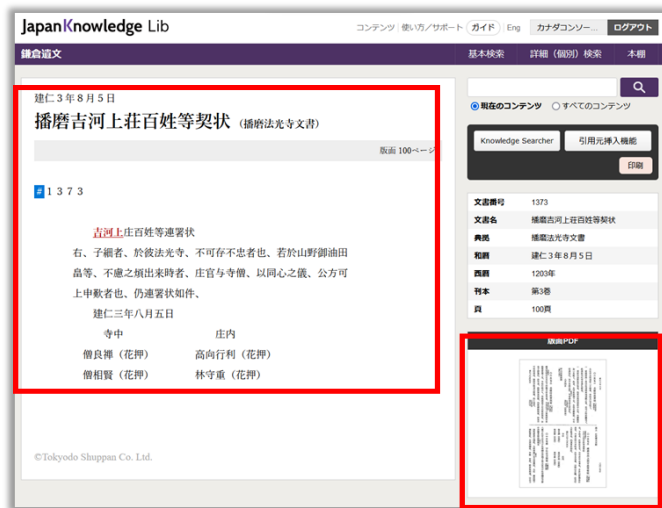 JapanKnowledge Lib
コンテンツ 使い方／サポート ガイド Eng カナダコンソー... ログアウト
鎌倉遺文
基本検索 詳細（個別）検索 本棚
建仁３年８月５日
播磨吉河上荘百姓等契状（播磨法光寺文書）
版面 100ページ
#１３７３
吉河上庄百姓等連署状
右、子細者、於彼法光寺、不可存不忠者也、若於山野御油田
畠等、不慮之煩出来時者、庄官与寺僧、以同心之儀、公方可
上申歎者也、仍連署状如件、
建仁三年八月五日
寺中 庄内
僧良禅（花押） 高向行利（花押）
僧相賢（花押） 林守重（花押）
©Tokyodo Shuppan Co. Ltd.
現在のコンテンツ すべてのコンテンツ
Knowledge Searcher 引用元挿入機能
印刷
文書番号 1373
文書名 播磨吉河上荘百姓等契状
典拠 播磨法光寺文書
和暦 建仁３年８月５日
西暦 1203年
刊本 第3巻
頁 100頁
版面PDF